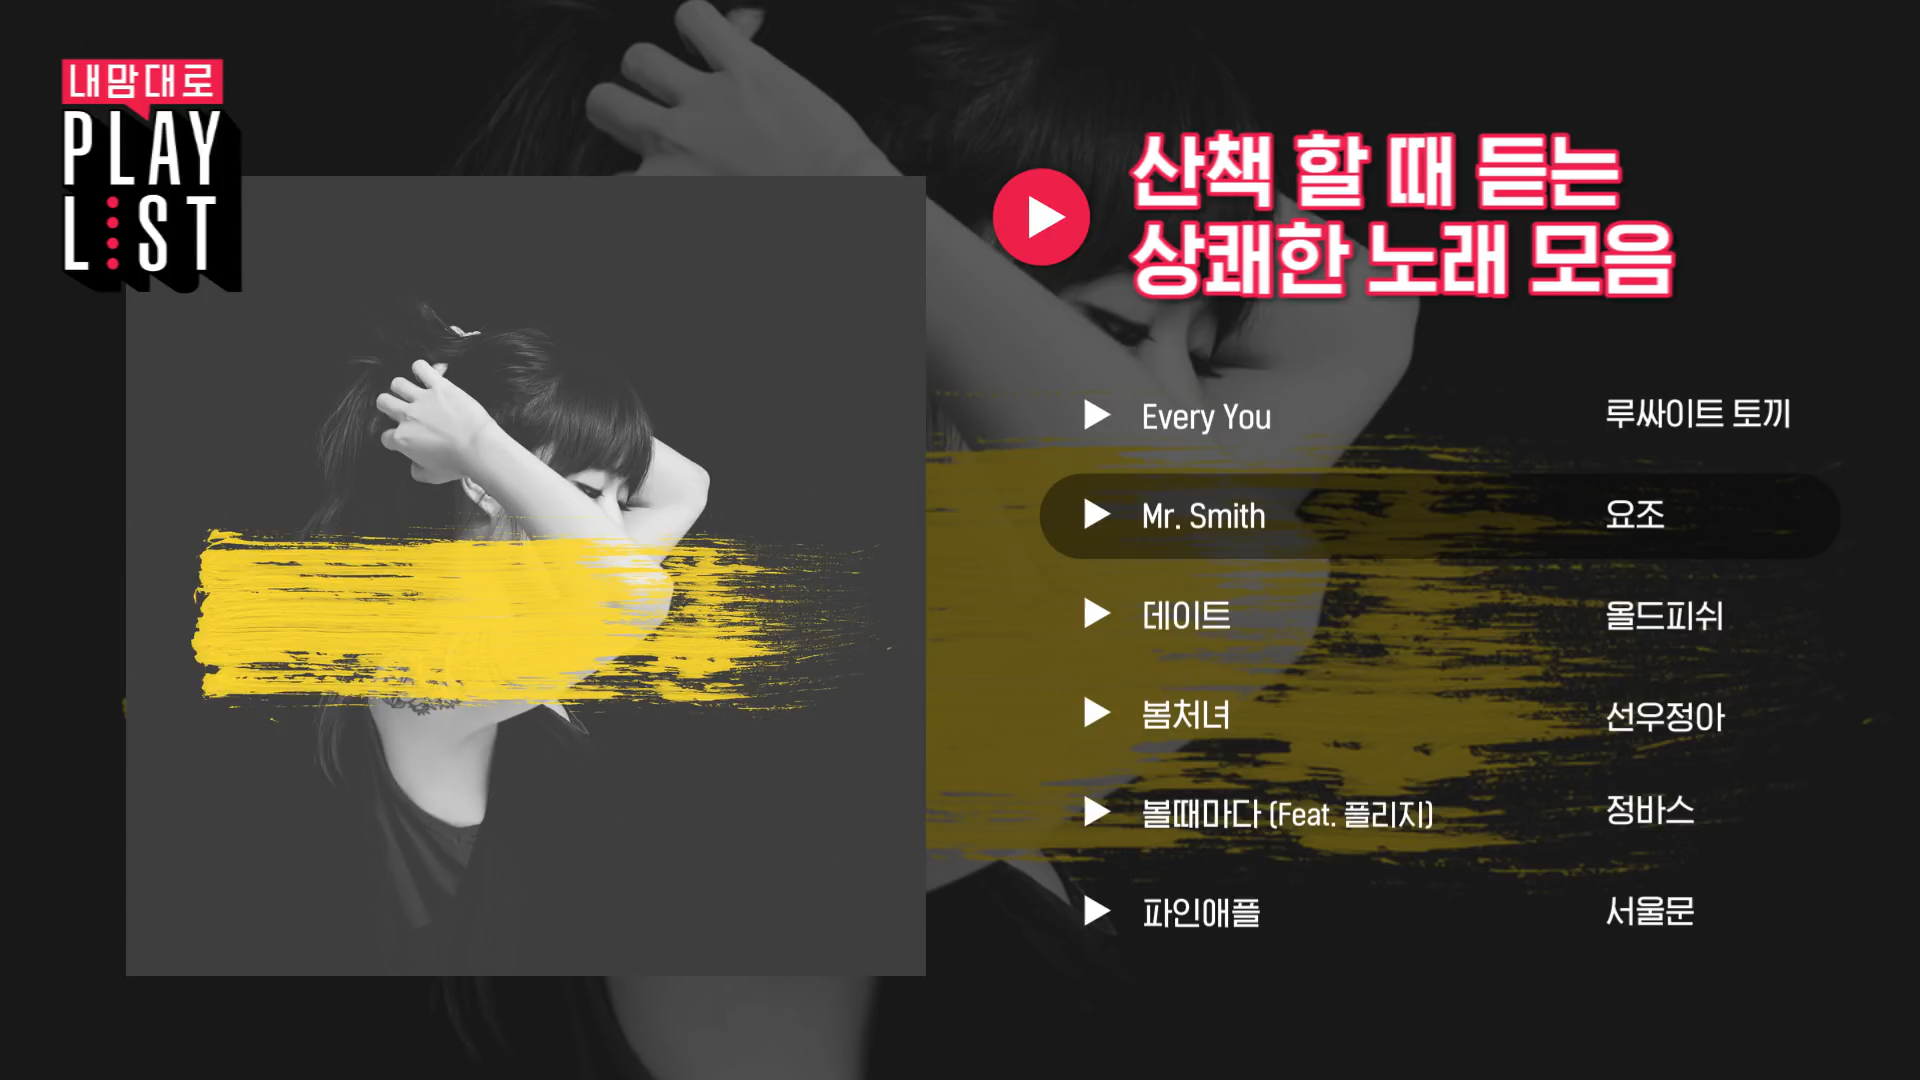 내맘대로
PLAY
LIST
산책 할 때 듣는
상쾌한 노래 모음
Every You 루싸이트 토끼
Mr. Smith 요조
데이트 올드피쉬
봄처녀 선우정아
볼때마다 (Feat. 플리지) 정바스
파인애플 서울문